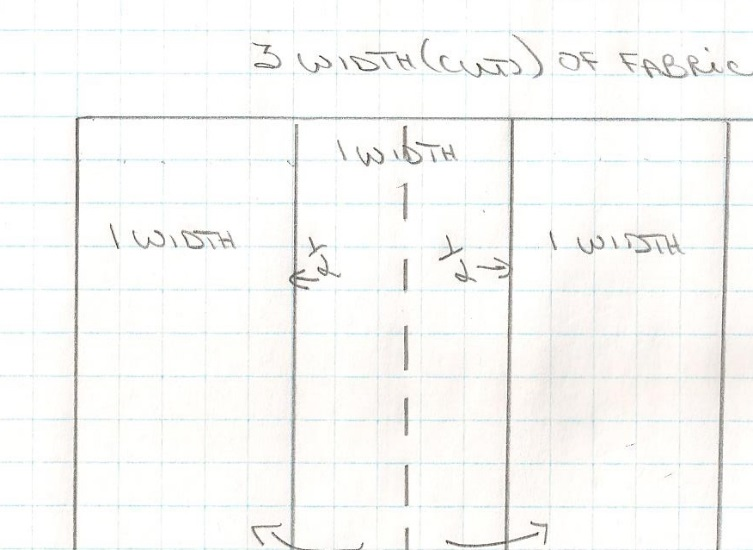 3 WIDTH (CUTS) OF FABRIC
1 WIDTH
1 WIDTH
1/2
1/2
1 WIDTH